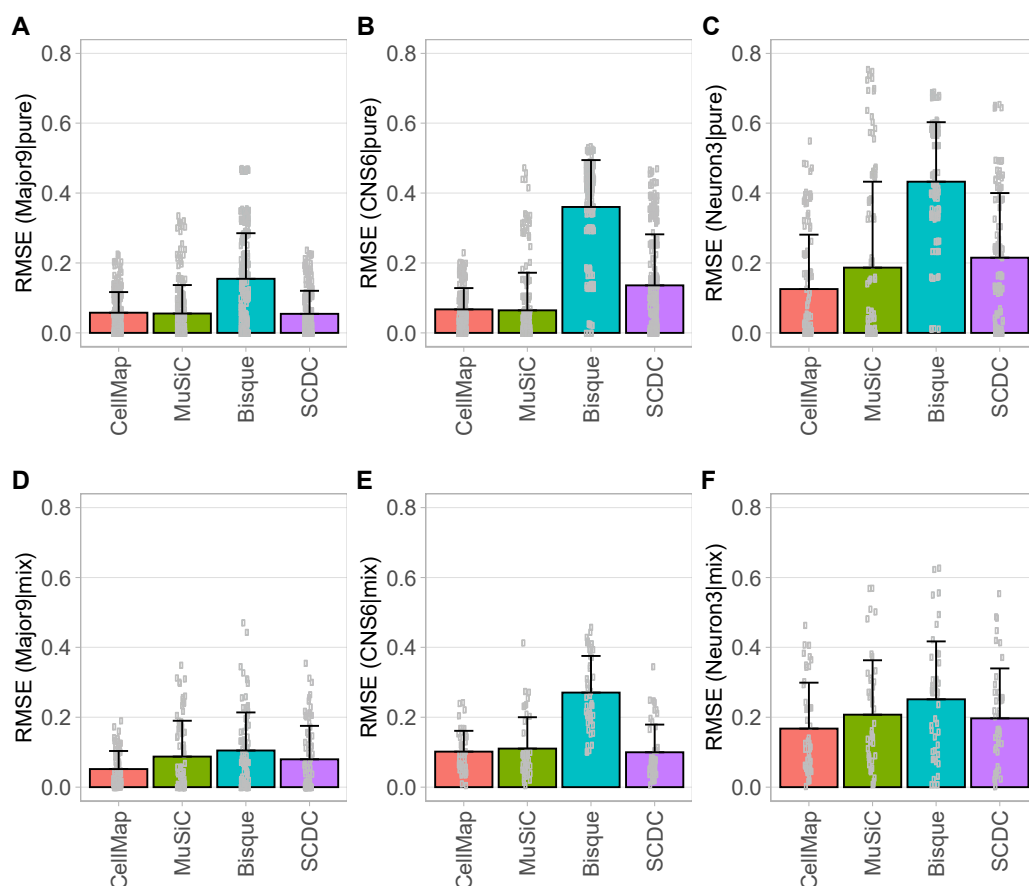 A
B
C
RMSE (Major9|pure)
0.8
0.6
0.4
0.2
0.0
CellMap
MuSiC
Bisque
SCDC
RMSE (CNS6|pure)
0.8
0.6
0.4
0.2
0.0
CellMap
MuSiC
Bisque
SCDC
RMSE (Neuron3|pure)
0.8
0.6
0.4
0.2
0.0
CellMap
MuSiC
Bisque
SCDC
D
E
F
RMSE (Major9|mix)
0.8
0.6
0.4
0.2
0.0
CellMap
MuSiC
Bisque
SCDC
RMSE (CNS6|mix)
0.8
0.6
0.4
0.2
0.0
CellMap
MuSiC
Bisque
SCDC
RMSE (Neuron3|mix)
0.8
0.6
0.4
0.2
0.0
CellMap
MuSiC
Bisque
SCDC